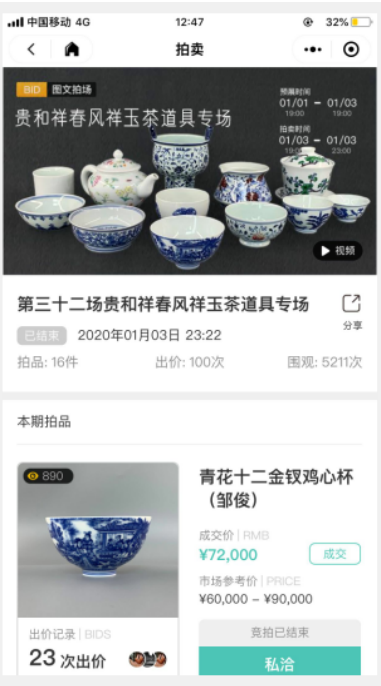 中国移动 4G
12:47
32%
拍卖
BID 图文拍场
贵和祥春风祥玉茶道具专场
预展时间
01/01 - 01/03
19:00 19:00
拍卖时间
01/03 - 01/03
23:00
视频
第三十二场贵和祥春风祥玉茶道具专场
分享
已结束 2020年01月03日 23:22
拍品: 16件 出价: 100次 围观: 5211次
本期拍品
890
青花十二金钗鸡心杯
（邹俊）
成交价 | RMB
¥72,000 成交
市场参考价 | PRICE
¥60,000 – ¥90,000
出价记录 | BIDS
23 次出价
竞拍已结束
私洽